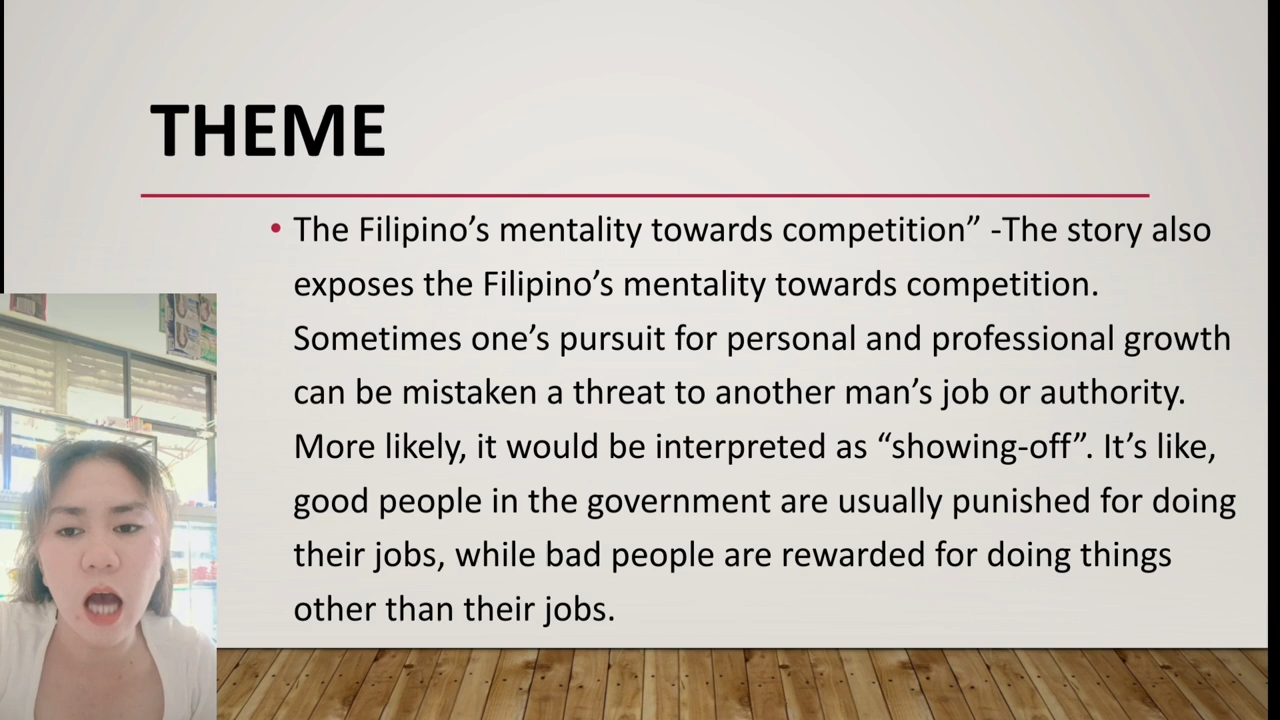 THEME
• The Filipino’s mentality towards competition” -The story also
exposes the Filipino’s mentality towards competition.
Sometimes one’s pursuit for personal and professional growth
can be mistaken a threat to another man’s job or authority.
More likely, it would be interpreted as “showing-off”. It’s like,
good people in the government are usually punished for doing
their jobs, while bad people are rewarded for doing things
other than their jobs.